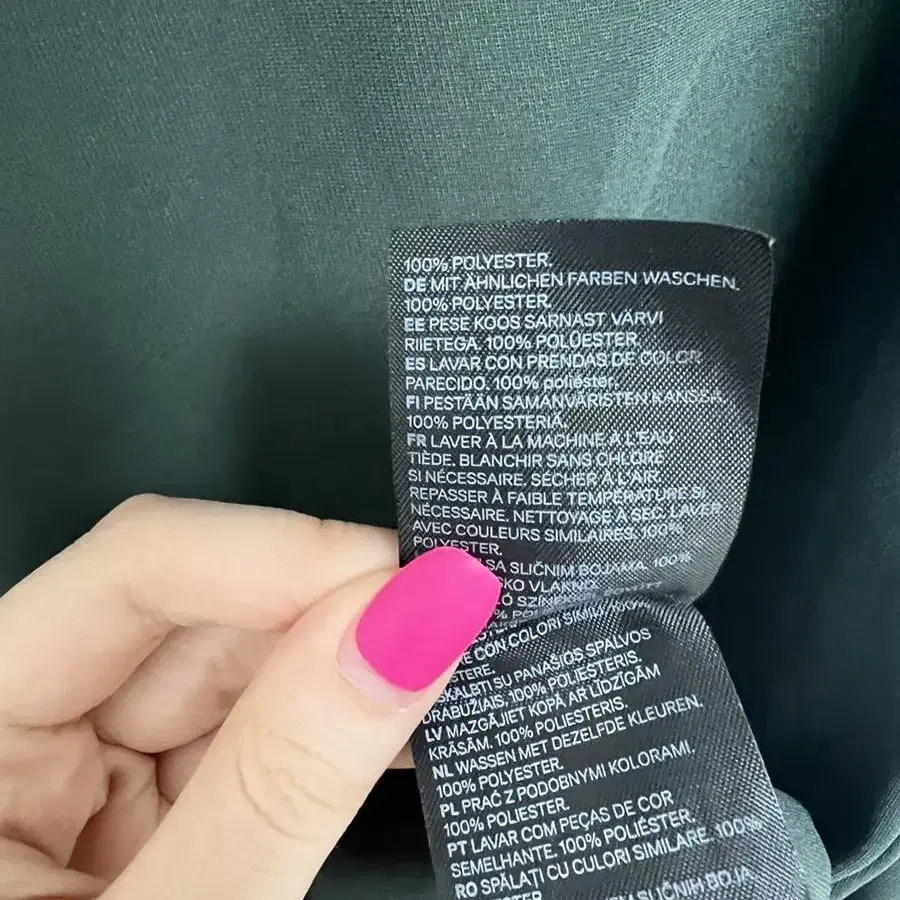 100% POLYESTER.
DE MIT ÄHNLICHEN FARBEN WASCHEN.
100% POLYESTER.
EE PESE KOOS SARNAST VÄRVI
RIIETEGA. 100% POLÜESTER
ES LAVAR CON PRENDAS DE COLOR
PARECIDO. 100% poliéster.
FI PESTÄÄN SAMANVÄRISTEN KANSSA.
100% POLYESTERIÄ
FR LAVER À LA MACHINE À L'EAU
TIÈDE. BLANCHIR SANS CHLORE
SI NÉCESSAIRE. SÉCHER À L'AIR.
REPASSER À FAIBLE TEMPÉRATURE SI
NÉCESSAIRE. NETTOYAGE À SEC. LAVER
AVEC COULEURS SIMILAIRES. 100%
POLYESTER.
SA SLIČNIM BOJAMA. 100%
VLAKNO
CON COLORI SIMILI 100%
SKALBTI SU PANAŠIOS SPALVOS
DRABUŽIAIS. 100% POLIESTERIS.
LV MAZGĀJIET KOPĀ AR LĪDZĪGĀM
KRĀSĀM. 100% POLIESTERIS.
NL WASSEN MET DEZELFDE KLEUREN.
100% POLYESTER.
PL PRAĆ Z PODOBNYMI KOLORAMI.
100% POLIESTER.
PT LAVAR COM PEÇAS DE COR
SEMELHANTE. 100% POLIÉSTER.
RO SPĂLAȚI CU CULORI SIMILARE. 100%
SLIČNIH BOJA